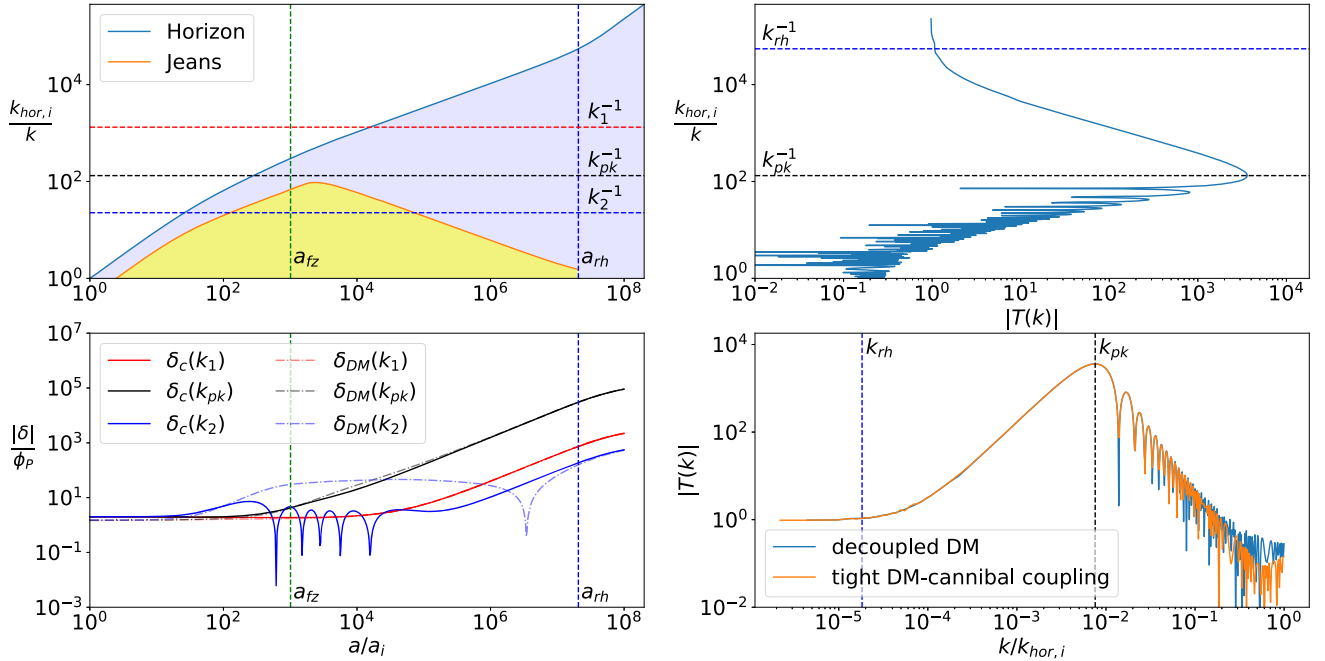 Horizon
Jeans
10^4
10^2
10^0
k_{hor,i}
k
k_1^{-1}
k_{pk}^{-1}
k_2^{-1}
a_{fz}
a_{rh}
10^0 10^2 10^4 10^6 10^8
k_{rh}^{-1}
10^4
k_{hor,i}
k
k_{pk}^{-1}
10^2
10^0
10^{-2} 10^{-1} 10^0 10^1 10^2 10^3 10^4
|T(k)|
10^7
10^5
10^3
10^1
10^{-1}
10^{-3}
|δ|
ϕ_P
δ_c(k_1) δ_{DM}(k_1)
δ_c(k_{pk}) δ_{DM}(k_{pk})
δ_c(k_2) δ_{DM}(k_2)
a_{fz}
a_{rh}
10^0 10^2 10^4 10^6 10^8
a/a_i
10^4
10^2
10^0
10^{-2}
|T(k)|
k_{rh}
k_{pk}
decoupled DM
tight DM-cannibal coupling
10^{-5} 10^{-4} 10^{-3} 10^{-2} 10^{-1} 10^0
k/k_{hor,i}